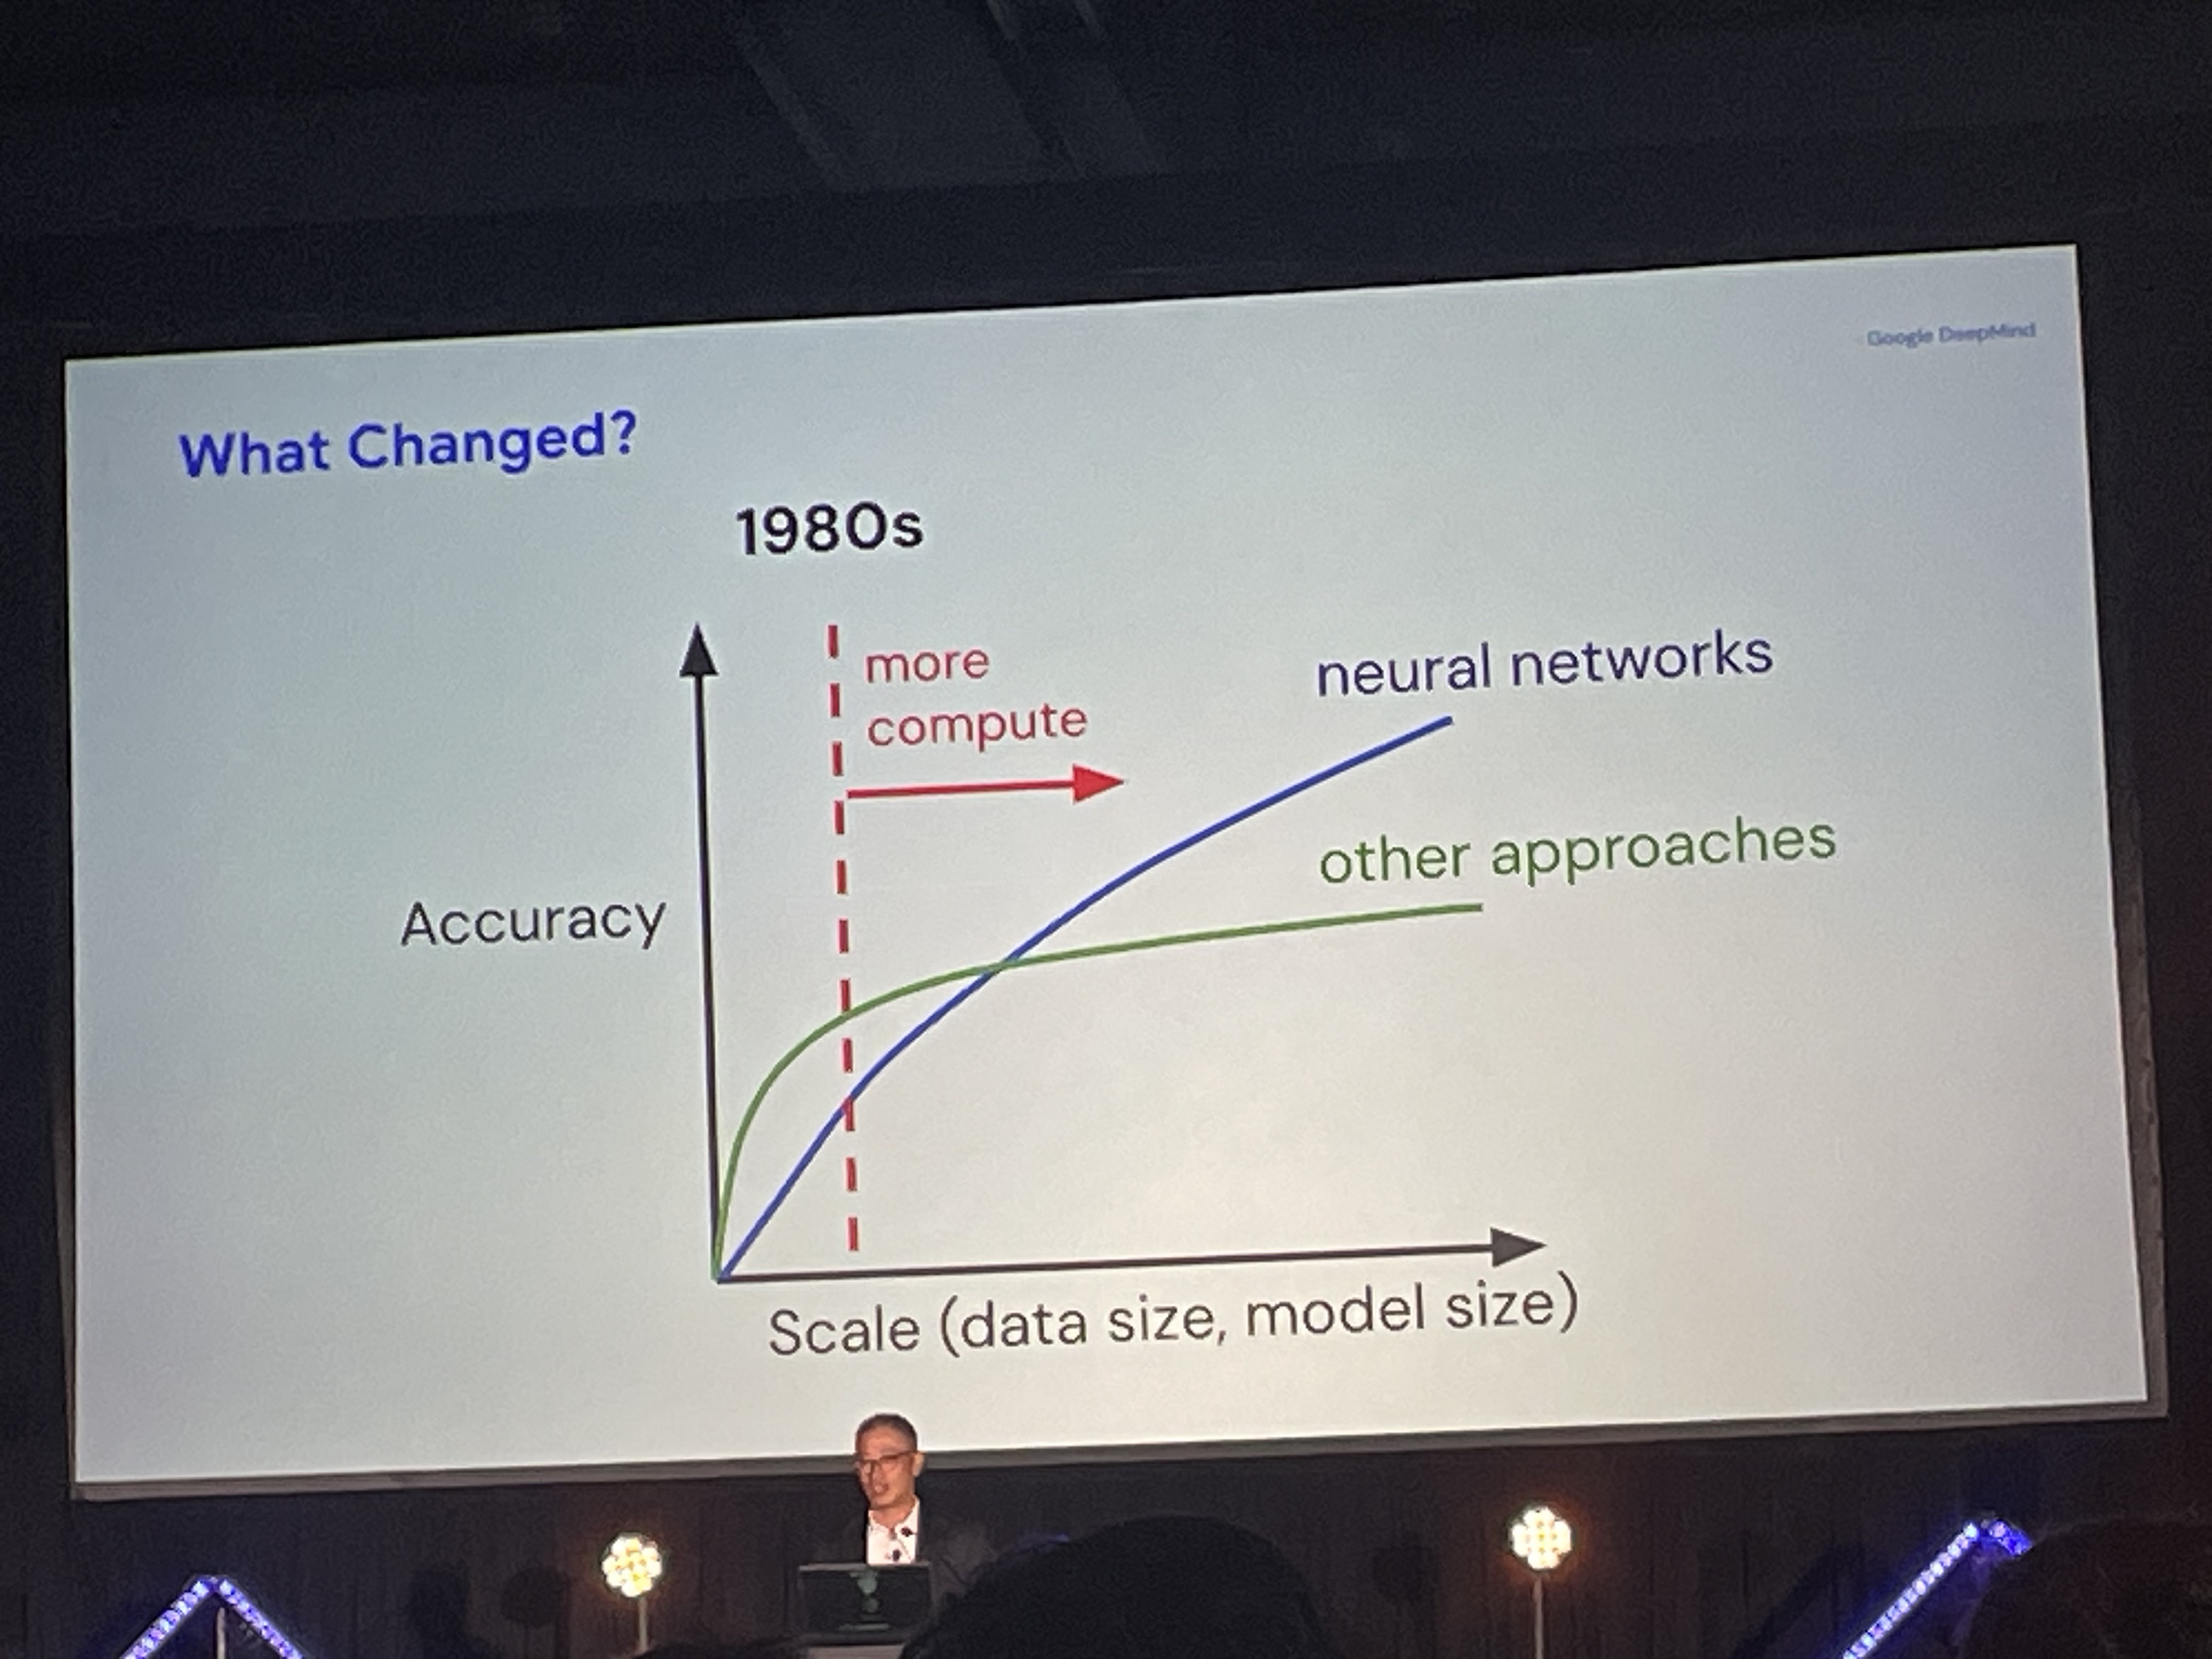 Google DeepMind
What Changed?
1980s
more
compute
neural networks
other approaches
Accuracy
Scale (data size, model size)